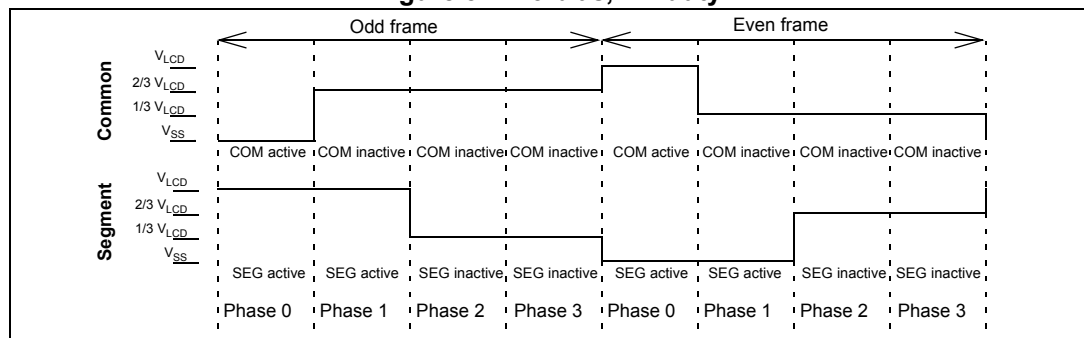 Odd frame Even frame
Common
VLCD
2/3 VLCD
1/3 VLCD
VSS
COM active COM inactive COM inactive COM inactive COM active COM inactive COM inactive COM inactive
Segment
VLCD
2/3 VLCD
1/3 VLCD
VSS
SEG active SEG active SEG inactive SEG inactive SEG active SEG active SEG inactive SEG inactive
Phase 0 Phase 1 Phase 2 Phase 3 Phase 0 Phase 1 Phase 2 Phase 3